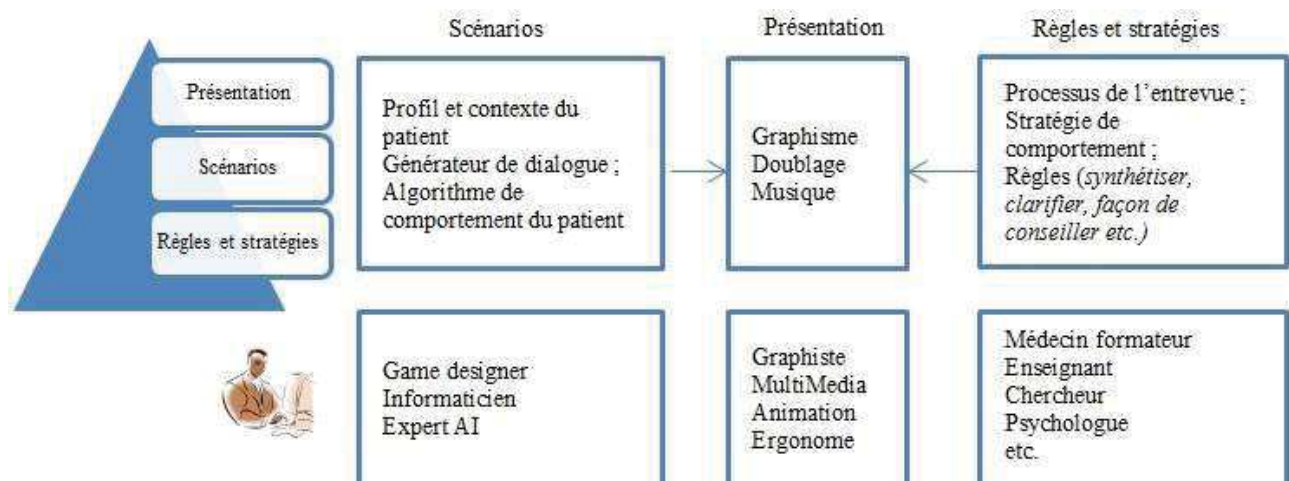 Scénarios
Présentation
Règles et stratégies
Présentation
Scénarios
Règles et stratégies
Profil et contexte du
patient
Générateur de dialogue ;
Algorithme de
comportement du patient
Graphisme
Doublage
Musique
Processus de l'entrevue ;
Stratégie de
comportement ;
Règles (synthétiser,
clarifier, façon de
conseiller etc.)
Game designer
Informaticien
Expert AI
Graphiste
MultiMedia
Animation
Ergonome
Médecin formateur
Enseignant
Chercheur
Psychologue
etc.